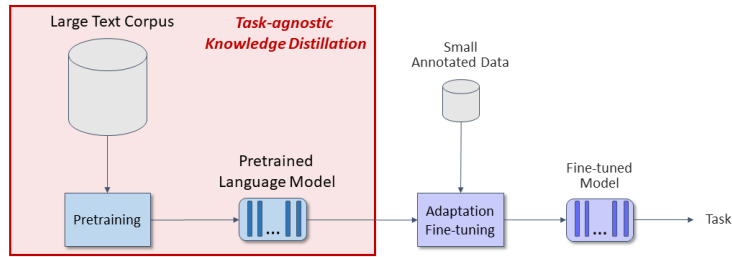 Large Text Corpus
Task-agnostic
Knowledge Distillation
Small
Annotated Data
Pretrained
Language Model
Fine-tuned
Model
Pretraining
...
Adaptation
Fine-tuning
...
Task